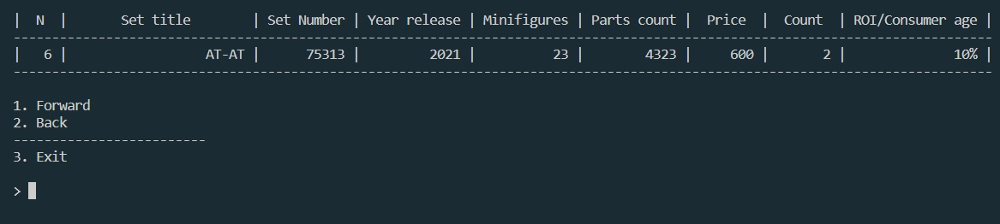 |  N  |       Set title        | Set Number | Year release | Minifigures | Parts count |  Price  |  Count  | ROI/Consumer age |
-------------------------------------------------------------------------------------------------------------------------------
|   6 |                  AT-AT |      75313 |         2021 |          23 |        4323 |     600 |       2 |              10% |
-------------------------------------------------------------------------------------------------------------------------------
1. Forward
2. Back
-------------------------
3. Exit
>